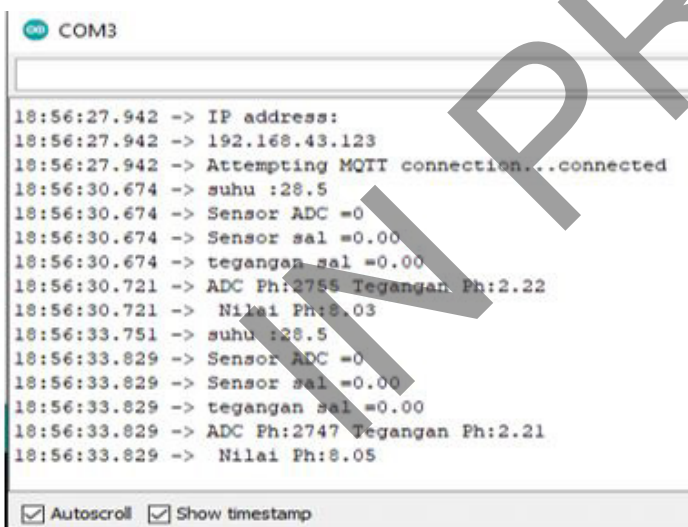 COM3
18:56:27.942 -> IP address:
18:56:27.942 -> 192.168.43.123
18:56:27.942 -> Attempting MQTT connection...connected
18:56:30.674 -> suhu :28.5
18:56:30.674 -> Sensor ADC =0
18:56:30.674 -> Sensor sal =0.00
18:56:30.674 -> tegangan sal =0.00
18:56:30.721 -> ADC Ph:2755 Tegangan Ph:2.22
18:56:30.721 -> Nilai Ph:8.03
18:56:33.751 -> suhu :28.5
18:56:33.829 -> Sensor ADC =0
18:56:33.829 -> Sensor sal =0.00
18:56:33.829 -> tegangan sal =0.00
18:56:33.829 -> ADC Ph:2747 Tegangan Ph:2.21
18:56:33.829 -> Nilai Ph:8.05
Autoscroll Show timestamp
IN PR